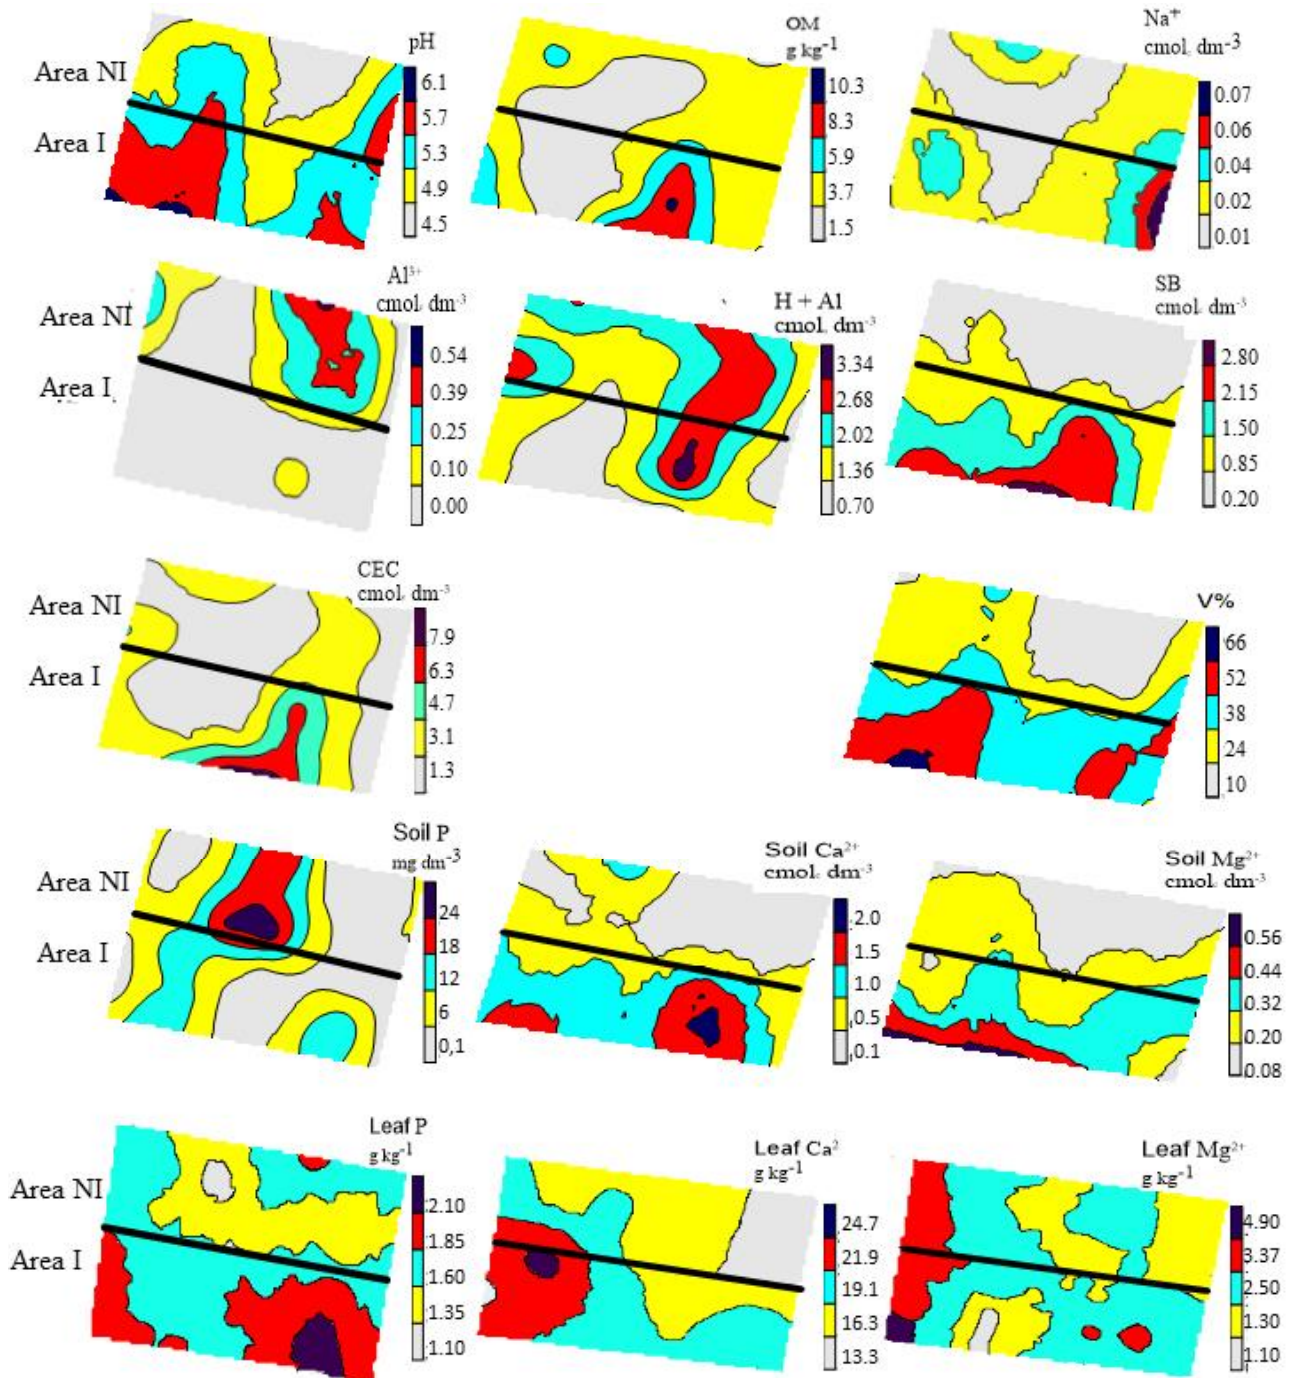 pH
OM
g kg⁻¹
Na⁺
cmol. dm⁻³
Area NI
Area I
6.1
5.7
5.3
4.9
4.5
10.3
8.3
5.9
3.7
1.5
0.07
0.06
0.04
0.02
0.01
Al³⁺
cmol. dm⁻³
H + Al
cmol. dm⁻³
SB
cmol. dm⁻³
Area NI
Area I
0.54
0.39
0.25
0.10
0.00
3.34
2.68
2.02
1.36
0.70
2.80
2.15
1.50
0.85
0.20
CEC
cmol. dm⁻³
V%
Area NI
Area I
7.9
6.3
4.7
3.1
1.3
66
52
38
24
10
Soil P
mg dm⁻³
Soil Ca²⁺
cmol. dm⁻³
Soil Mg²⁺
cmol. dm⁻³
Area NI
Area I
24
18
12
6
0,1
2.0
1.5
1.0
0.5
0.1
0.56
0.44
0.32
0.20
0.08
Leaf P
g kg⁻¹
Leaf Ca²
g kg⁻¹
Leaf Mg²⁺
g kg⁻¹
Area NI
Area I
2.10
1.85
1.60
1.35
1.10
24.7
21.9
19.1
16.3
13.3
4.90
3.37
2.50
1.30
1.10